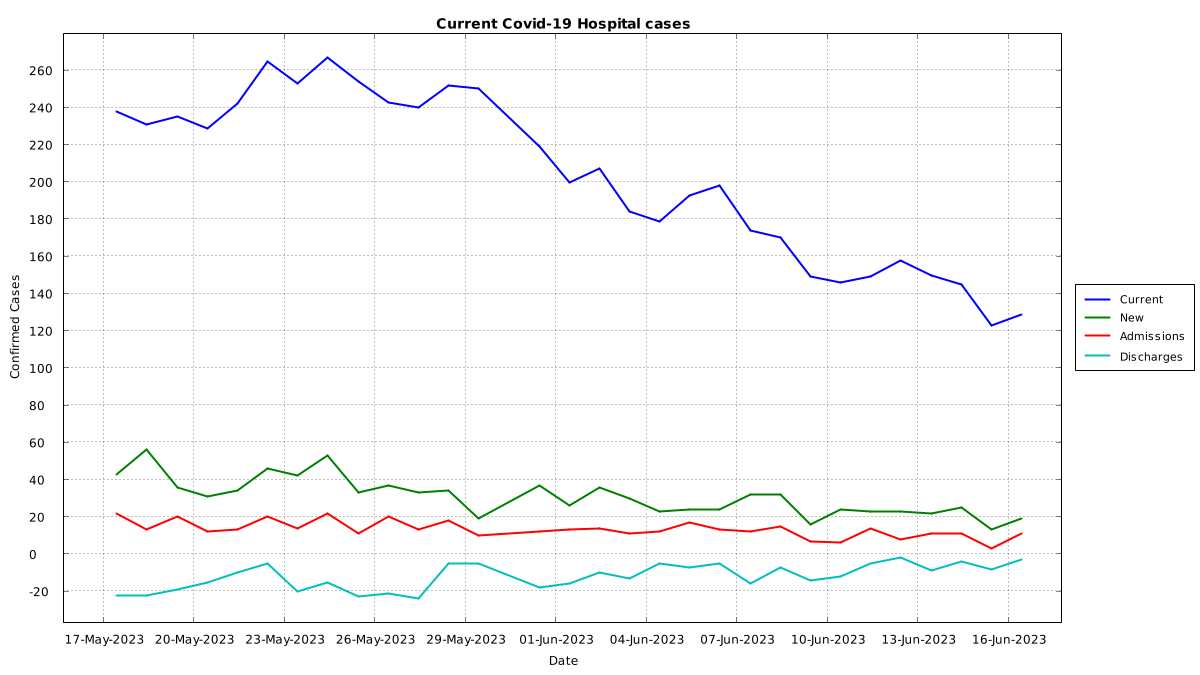 Current Covid-19 Hospital cases
260
240
220
200
180
160
140
120
100
80
60
40
20
0
-20
Confirmed Cases
17-May-2023 20-May-2023 23-May-2023 26-May-2023 29-May-2023 01-Jun-2023 04-Jun-2023 07-Jun-2023 10-Jun-2023 13-Jun-2023 16-Jun-2023
Date
Current
New
Admissions
Discharges